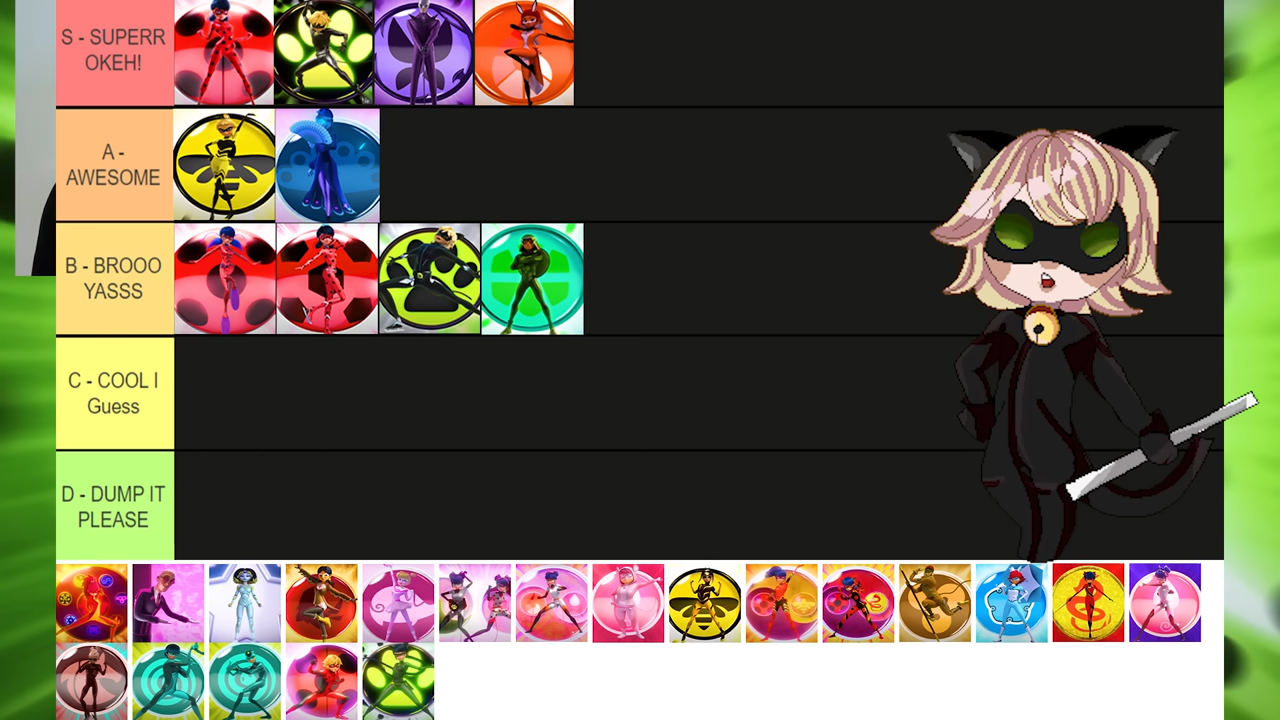 S - SUPERR
OKEH!
A -
AWESOME
B - BROOO
YASSS
C - COOL I
Guess
D - DUMP IT
PLEASE